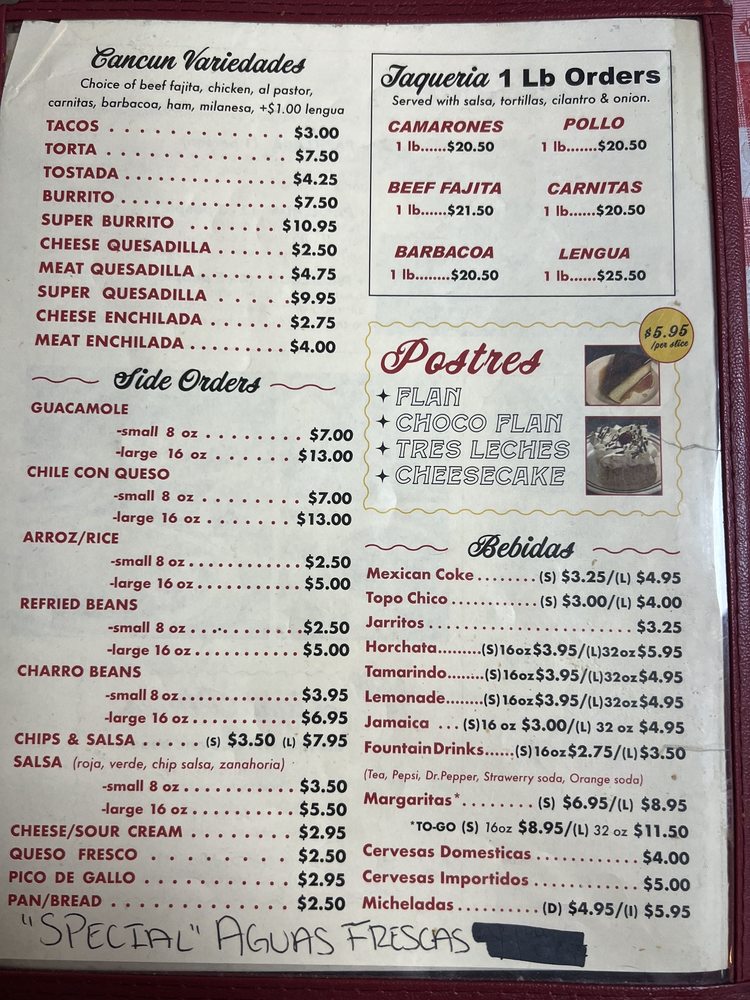 Cancun Variedades
Choice of beef fajita, chicken, al pastor,
carnitas, barbacoa, ham, milanesa, +$1.00 lengua
TACOS . . . . . . . . . . . . . . $3.00
TORTA . . . . . . . . . . . . . . $7.50
TOSTADA . . . . . . . . . . . . . $4.25
BURRITO . . . . . . . . . . . . . $7.50
SUPER BURRITO . . . . . . . $10.95
CHEESE QUESADILLA . . . . . . . $2.50
MEAT QUESADILLA . . . . . . . . $4.75
SUPER QUESADILLA . . . . . .$9.95
CHEESE ENCHILADA . . . . . . . $2.75
MEAT ENCHILADA . . . . . . . . . $4.00
Side Orders
GUACAMOLE
-small 8 oz . . . . . . . . $7.00
-large 16 oz . . . . . . $13.00
CHILE CON QUESO
-small 8 oz . . . . . . . . $7.00
-large 16 oz . . . . . . . $13.00
ARROZ/RICE
-small 8 oz . . . . . . . . . . . $2.50
-large 16 oz . . . . . . . . . . $5.00
REFRIED BEANS
-small 8 oz . . . . . . . . . . .$2.50
-large 16 oz . . . . . . . . . . $5.00
CHARRO BEANS
-small 8 oz . . . . . . . . . . . $3.95
-large 16 oz . . . . . . . . . . . $6.95
CHIPS & SALSA . . . . . (S) $3.50 (L) $7.95
SALSA (roja, verde, chip salsa, zanahoria)
-small 8 oz . . . . . . . . . . . $3.50
-large 16 oz . . . . . . . . . . $5.50
CHEESE/SOUR CREAM . . . . . . . . $2.95
QUESO FRESCO . . . . . . . . . $2.50
PICO DE GALLO . . . . . . . . . . . $2.95
PAN/BREAD . . . . . . . . . . . . . . . $2.50
Taqueria 1 Lb Orders
Served with salsa, tortillas, cilantro & onion.
CAMARONES POLLO
1 lb......$20.50 1 lb.......$20.50
BEEF FAJITA CARNITAS
1 lb......$21.50 1 lb......$20.50
BARBACOA LENGUA
1 lb........$20.50 1 lb......$25.50
$5.95
/per slice
Postres
FLAN
CHOCO FLAN
TRES LECHES
CHEESECAKE
Bebidas
Mexican Coke . . . . . . . . (S) $3.25/(L) $4.95
Topo Chico . . . . . . . . . . . (S) $3.00/(L) $4.00
Jarritos . . . . . . . . . . . . . . . . . . . . . . . . $3.25
Horchata.........(S)16oz$3.95/(L)32oz$5.95
Tamarindo.......(S)16oz$3.95/(L)32oz$4.95
Lemonade........(S)16oz$3.95/(L)32oz$4.95
Jamaica ... (S)16 oz $3.00/(L) 32 oz $4.95
Fountain Drinks......(S)16oz$2.75/(L)$3.50
(Tea, Pepsi, Dr.Pepper, Strawerry soda, Orange soda)
Margaritas*. . . . . . . . . (S) $6.95/(L) $8.95
*TO-GO (S) 16oz $8.95/(L) 32 oz $11.50
Cervesas Domesticas . . . . . . . . . . . . $4.00
Cervesas Importidos . . . . . . . . . . . . $5.00
Micheladas . . . . . . . . . (D) $4.95/(I) $5.95
"SPECIAL" AGUAS FRESCAS